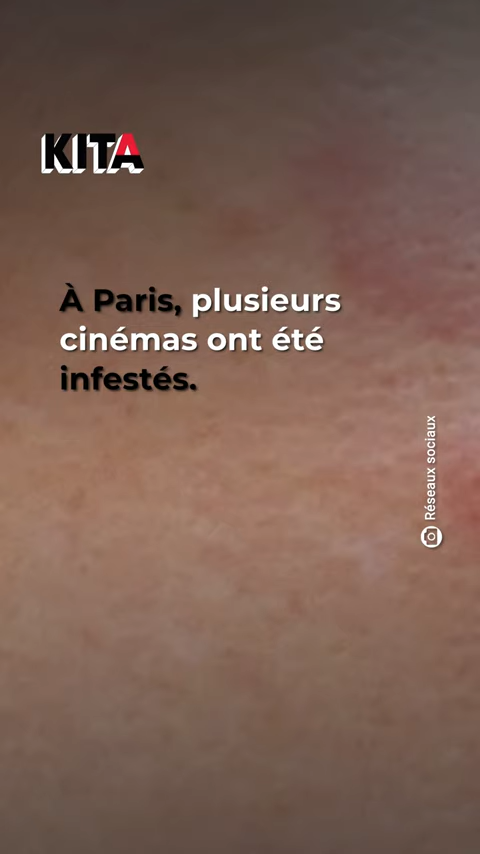 KITA
À Paris, plusieurs
cinémas ont été
infestés.
Réseaux sociaux